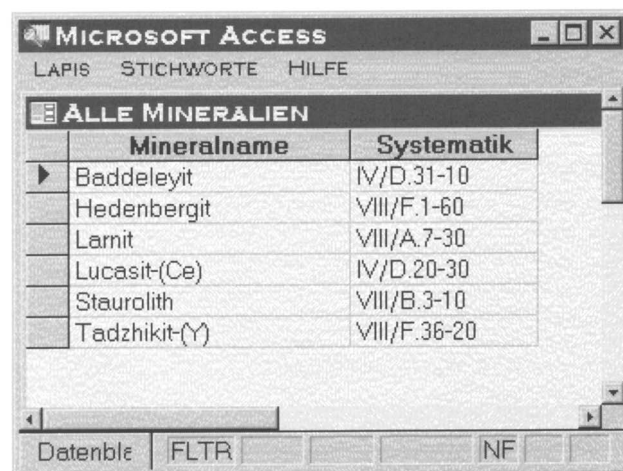 MICROSOFT ACCESS
LAPIS STICHWORTE HILFE
ALLE MINERALIEN
Mineralname Systematik
Baddeleyit IV/D.31-10
Hedenbergit VIII/F.1-60
Larnit VIII/A.7-30
Lucasit-(Ce) IV/D.20-30
Staurolith VIII/B.3-10
Tadzhikit-(Y) VIII/F.36-20
Datenbla FLTR NF